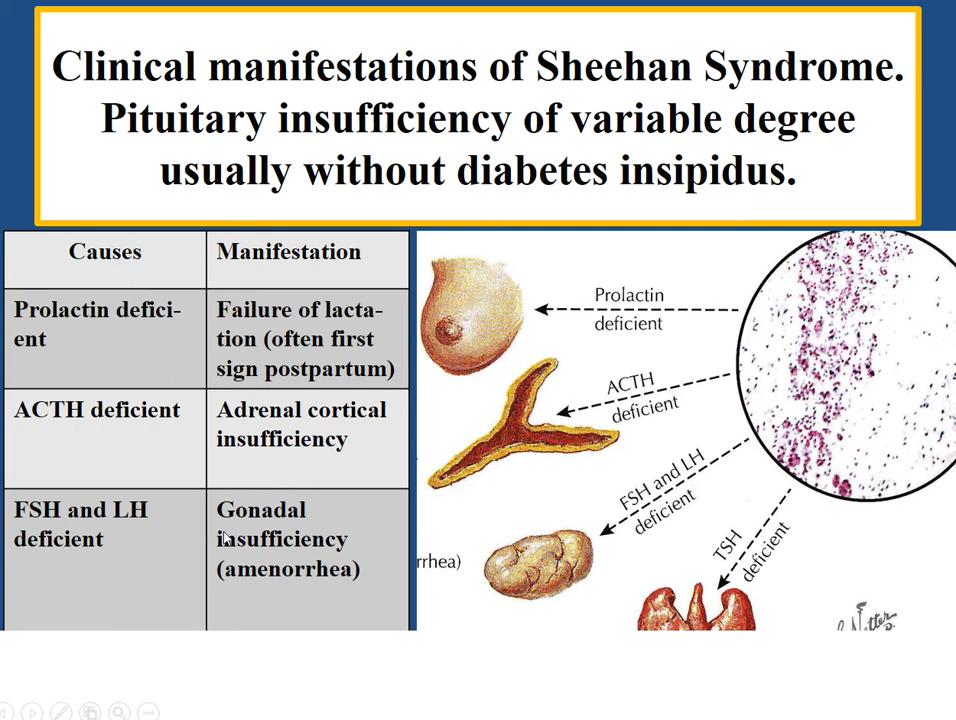 Clinical manifestations of Sheehan Syndrome.
Pituitary insufficiency of variable degree
usually without diabetes insipidus.
Causes
Manifestation
Prolactin defici-
ent
Failure of lacta-
tion (often first
sign postpartum)
ACTH deficient
Adrenal cortical
insufficiency
FSH and LH
deficient
Gonadal
insufficiency
(amenorrhea)
Prolactin
deficient
ACTH
deficient
FSH and LH
deficient
TSH
deficient
rrhea)